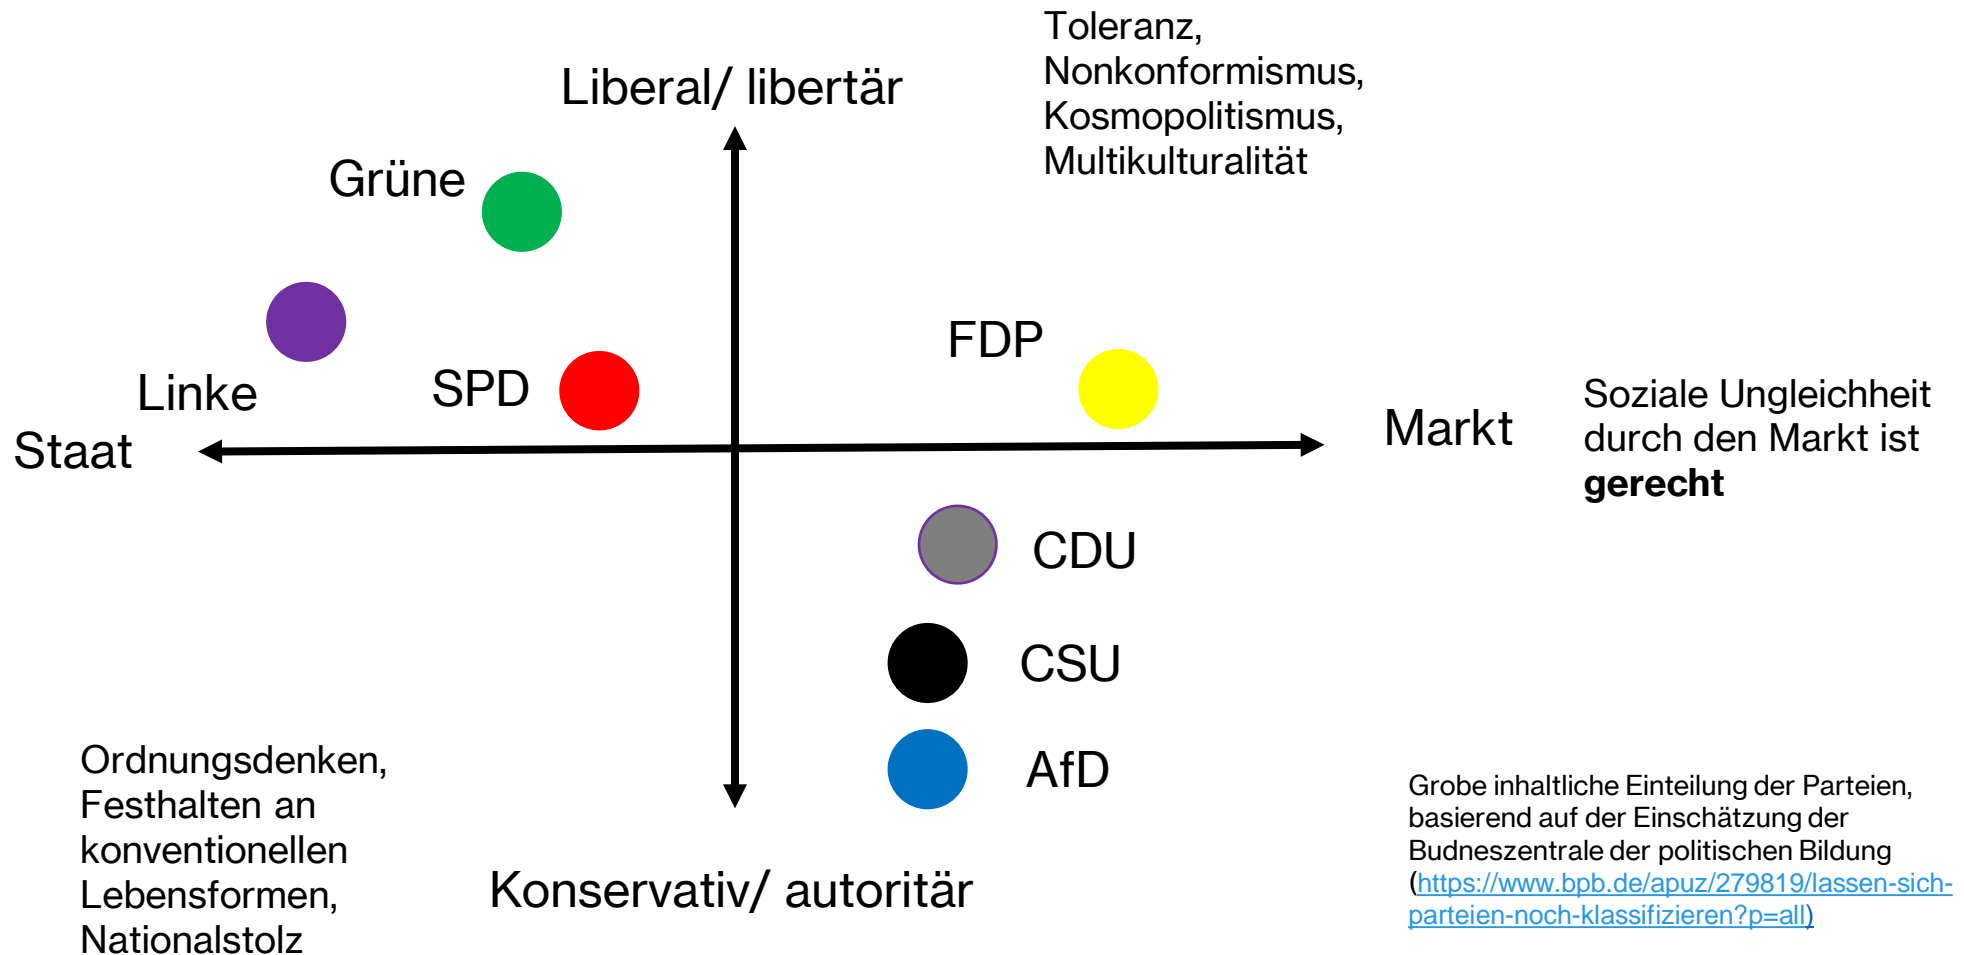 Toleranz,
Nonkonformismus,
Kosmopolitismus,
Multikulturalität
Liberal/ libertär
Grüne
Linke
SPD
FDP
Staat
Markt
Soziale Ungleichheit
durch den Markt ist
gerecht
CDU
CSU
AfD
Ordnungsdenken,
Festhalten an
konventionellen
Lebensformen,
Nationalstolz
Konservativ/ autoritär
Grobe inhaltliche Einteilung der Parteien,
basierend auf der Einschätzung der
Budneszentrale der politischen Bildung
(https://www.bpb.de/apuz/279819/lassen-sich-
parteien-noch-klassifizieren?p=all)